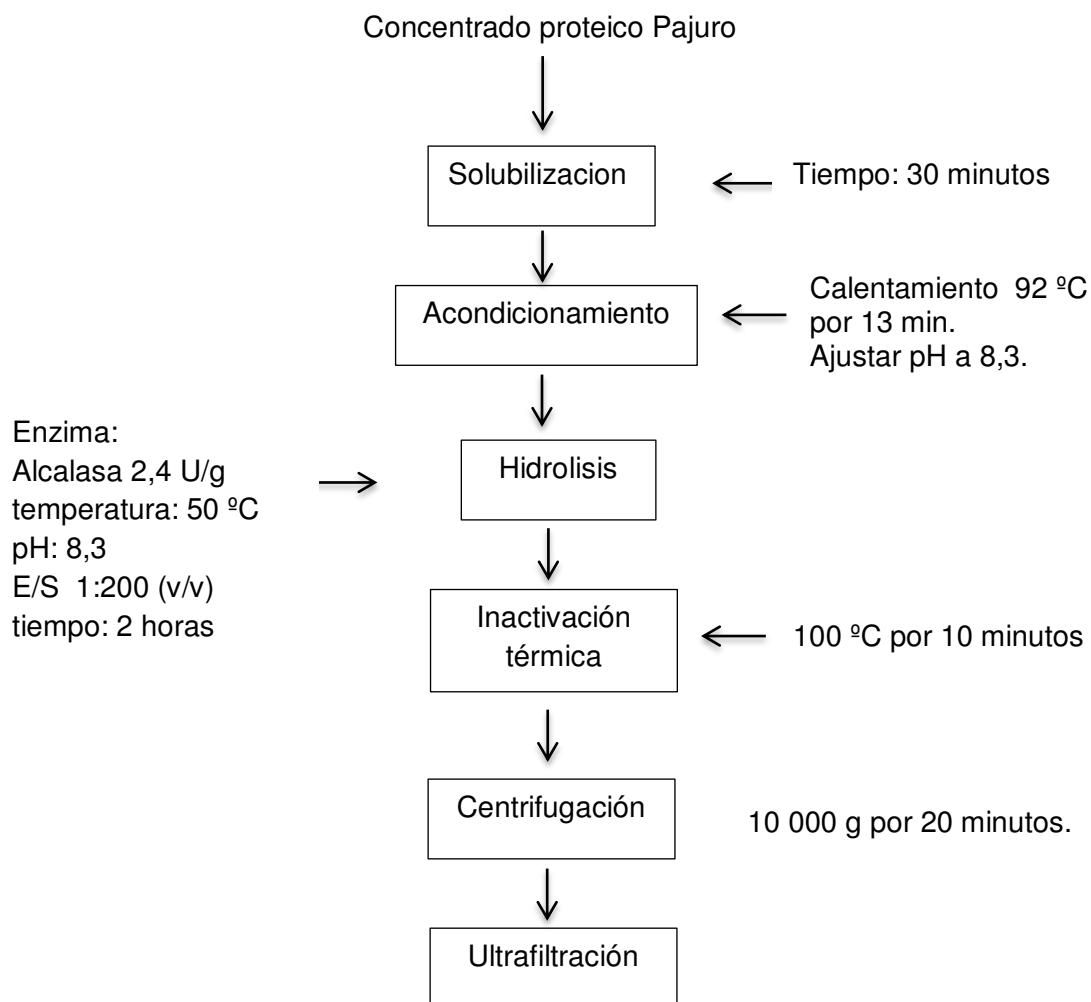 Concentrado proteico Pajuro
Solubilizacion
Tiempo: 30 minutos
Acondicionamiento
Calentamiento 92 ºC
por 13 min.
Ajustar pH a 8,3.
Enzima:
Alcalasa 2,4 U/g
temperatura: 50 ºC
pH: 8,3
E/S 1:200 (v/v)
tiempo: 2 horas
Hidrolisis
Inactivación
térmica
100 ºC por 10 minutos
Centrifugación
10 000 g por 20 minutos.
Ultrafiltración